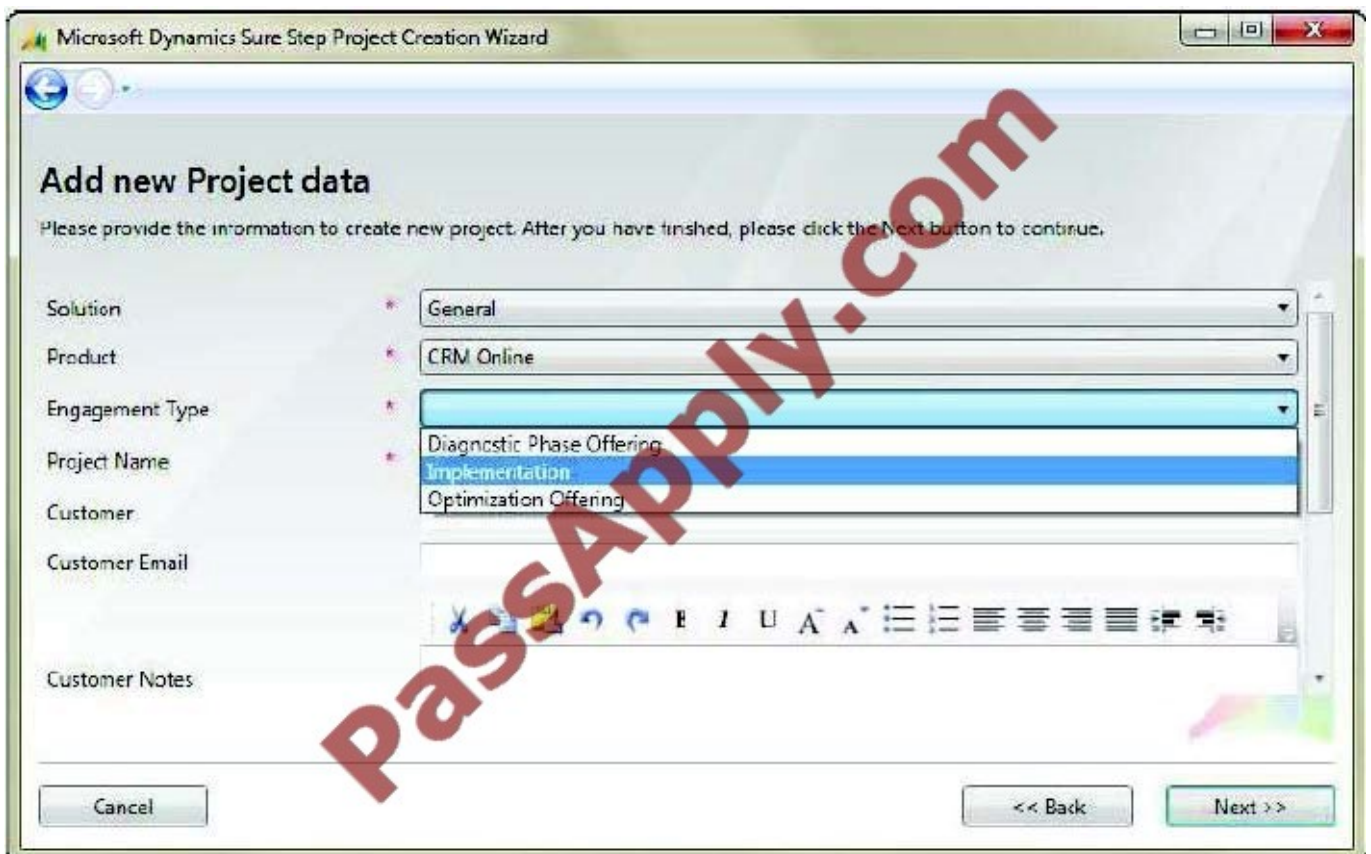 Microsoft Dynamics Sure Step Project Creation Wizard
Add new Project data
Please provide the information to create new project. After you have finished, please click the Next button to continue.
Solution * General
Product * CRM Online
Engagement Type *
Diagnostic Phase Offering
Project Name *
Implementation
Optimization Offering
Customer
Customer Email
B I U A A
Customer Notes
Cancel << Back Next >>
PassApply.com